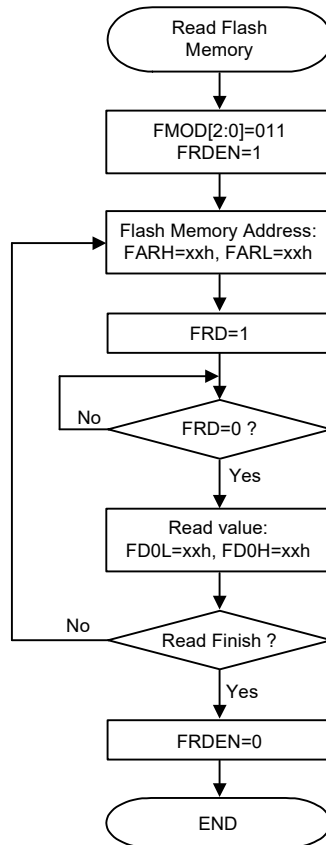 Read Flash
Memory
FMOD[2:0]=011
FRDEN=1
Flash Memory Address:
FARH=xxh, FARL=xxh
FRD=1
FRD=0 ?
No
Yes
Read value:
FD0L=xxh, FD0H=xxh
No
Read Finish ?
Yes
FRDEN=0
END